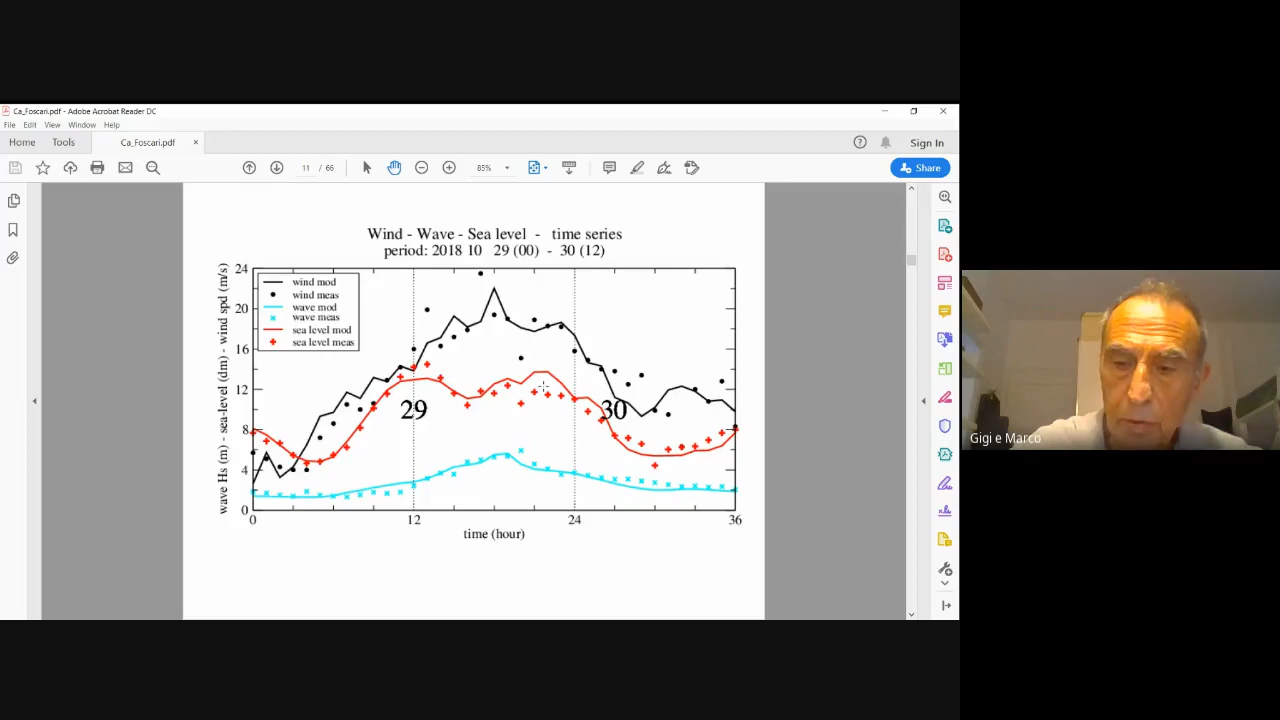 Ca_Foscari.pdf - Adobe Acrobat Reader DC
File Edit View Window Help
Home Tools Ca_Foscari.pdf × Sign In
11 / 66 85% Share
Wind - Wave - Sea level - time series
period: 2018 10 29 (00) - 30 (12)
wave Hs (m) - sea-level (dm) - wind spd (m/s)
24
20
16
12
8
4
0
wind mod
wind meas
wave mod
wave meas
sea level mod
sea level meas
29 30
0 12 24 36
time (hour)
Gigi e Marco